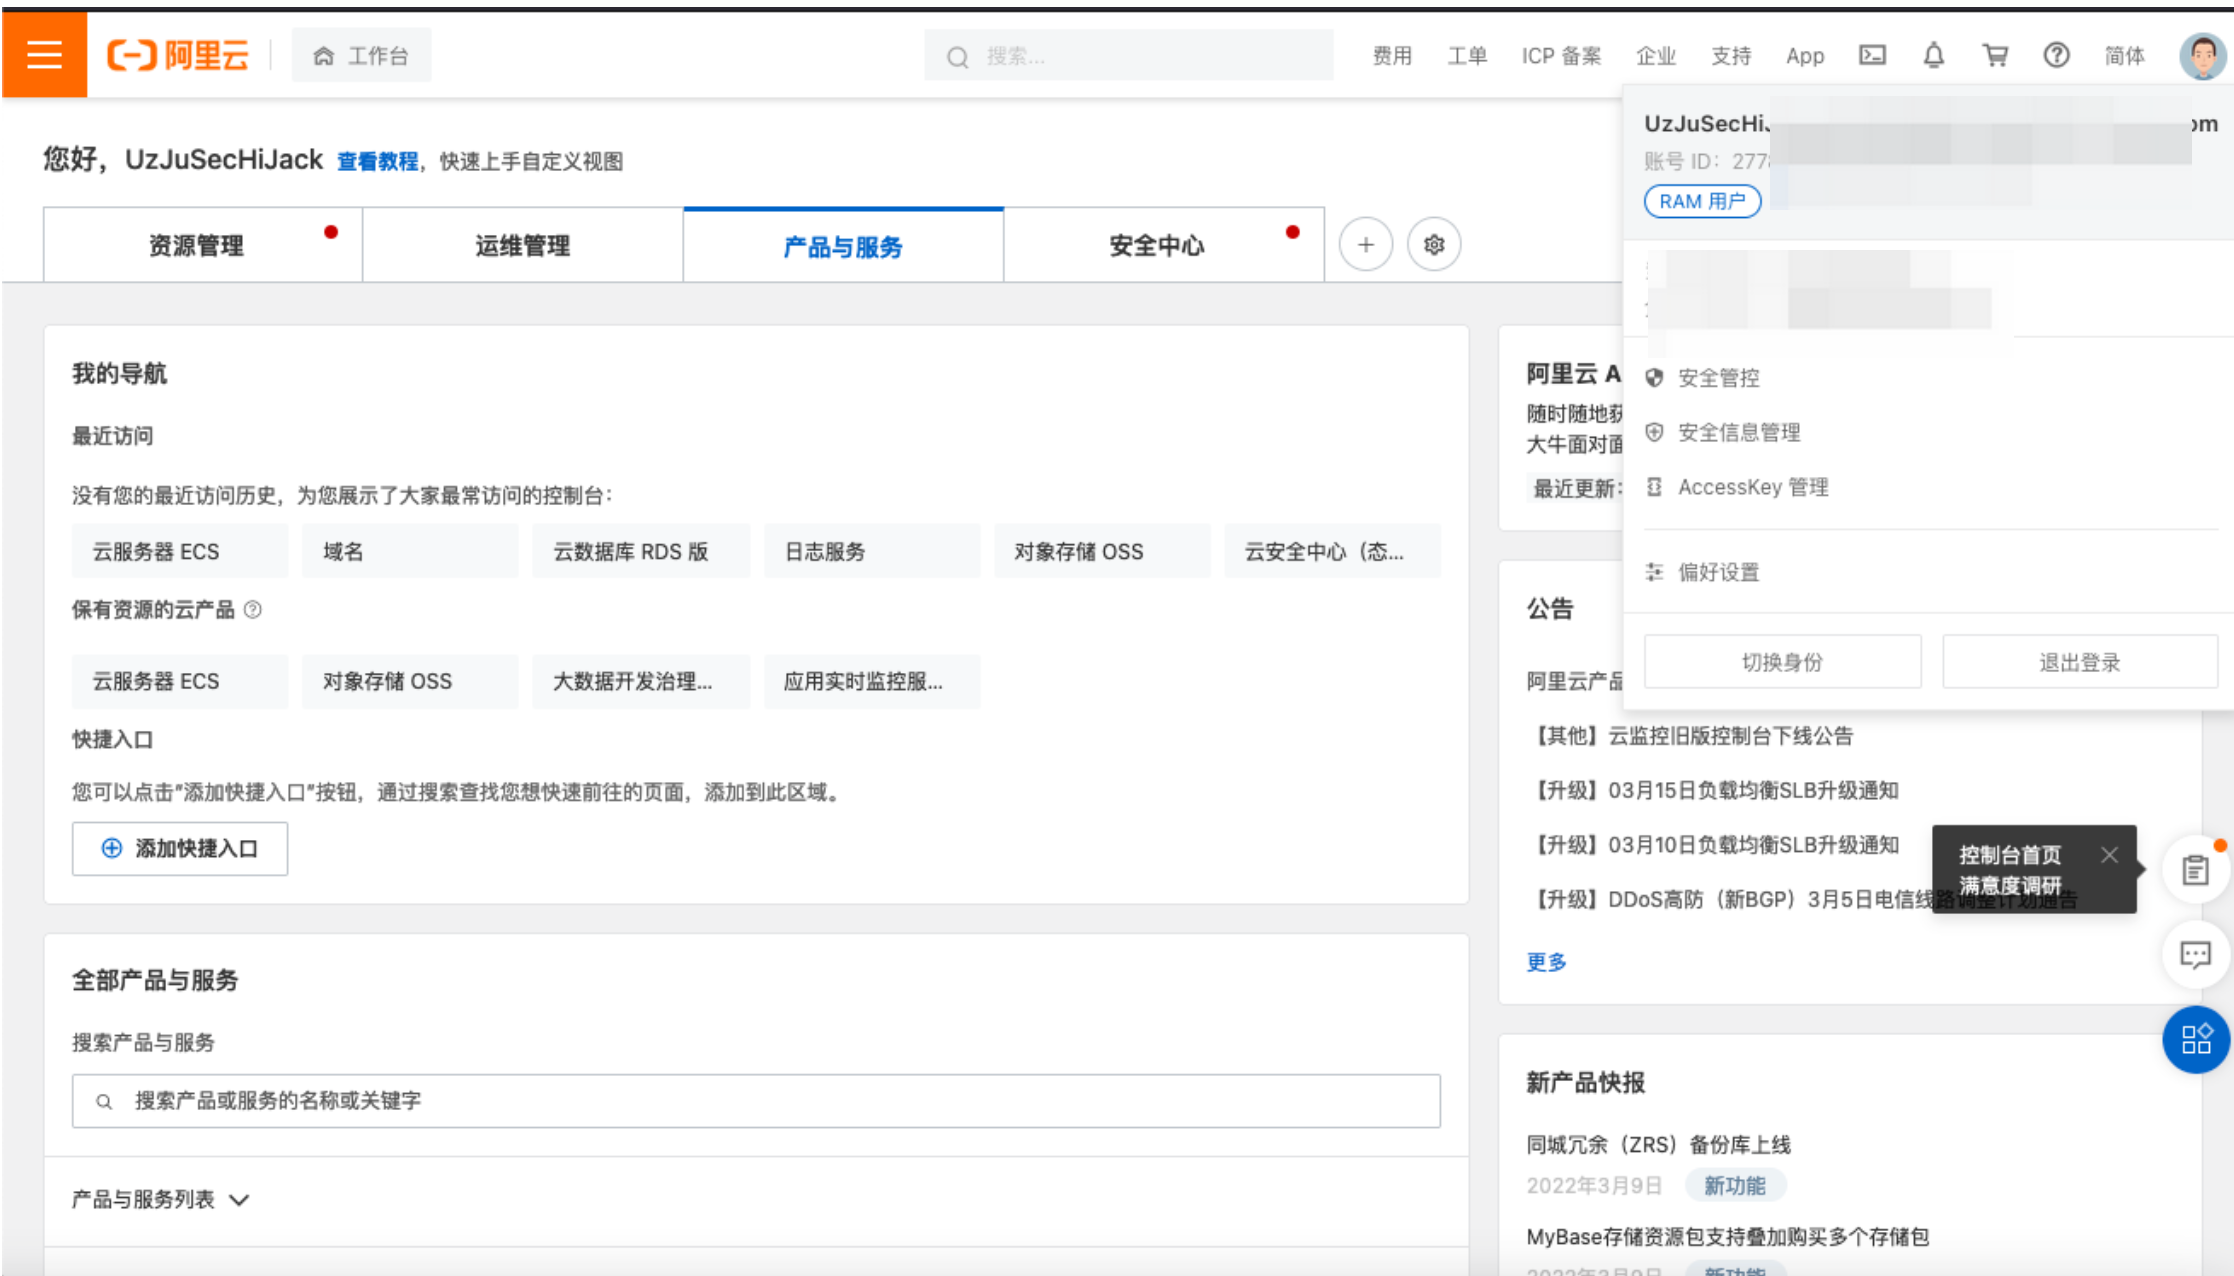 阿里云
工作台
搜索...
费用
工单
ICP 备案
企业
支持
App
简体
UzJuSecHiJ
om
账号 ID：277
RAM 用户
安全管控
安全信息管理
AccessKey 管理
偏好设置
切换身份
退出登录
您好，UzJuSecHiJack 查看教程，快速上手自定义视图
资源管理
运维管理
产品与服务
安全中心
我的导航
最近访问
没有您的最近访问历史，为您展示了大家最常访问的控制台：
云服务器 ECS
域名
云数据库 RDS 版
日志服务
对象存储 OSS
云安全中心（态...
保有资源的云产品
云服务器 ECS
对象存储 OSS
大数据开发治理...
应用实时监控服...
快捷入口
您可以点击"添加快捷入口"按钮，通过搜索查找您想快速前往的页面，添加到此区域。
添加快捷入口
全部产品与服务
搜索产品与服务
搜索产品或服务的名称或关键字
产品与服务列表
阿里云 A
随时随地获
大牛面对面
最近更新：
公告
阿里云产品
【其他】云监控旧版控制台下线公告
【升级】03月15日负载均衡SLB升级通知
【升级】03月10日负载均衡SLB升级通知
【升级】DDoS高防（新BGP）3月5日电信线路调整计划通告
更多
控制台首页
满意度调研
新产品快报
同城冗余（ZRS）备份库上线
2022年3月9日 新功能
MyBase存储资源包支持叠加购买多个存储包
2022年3月9日 新功能